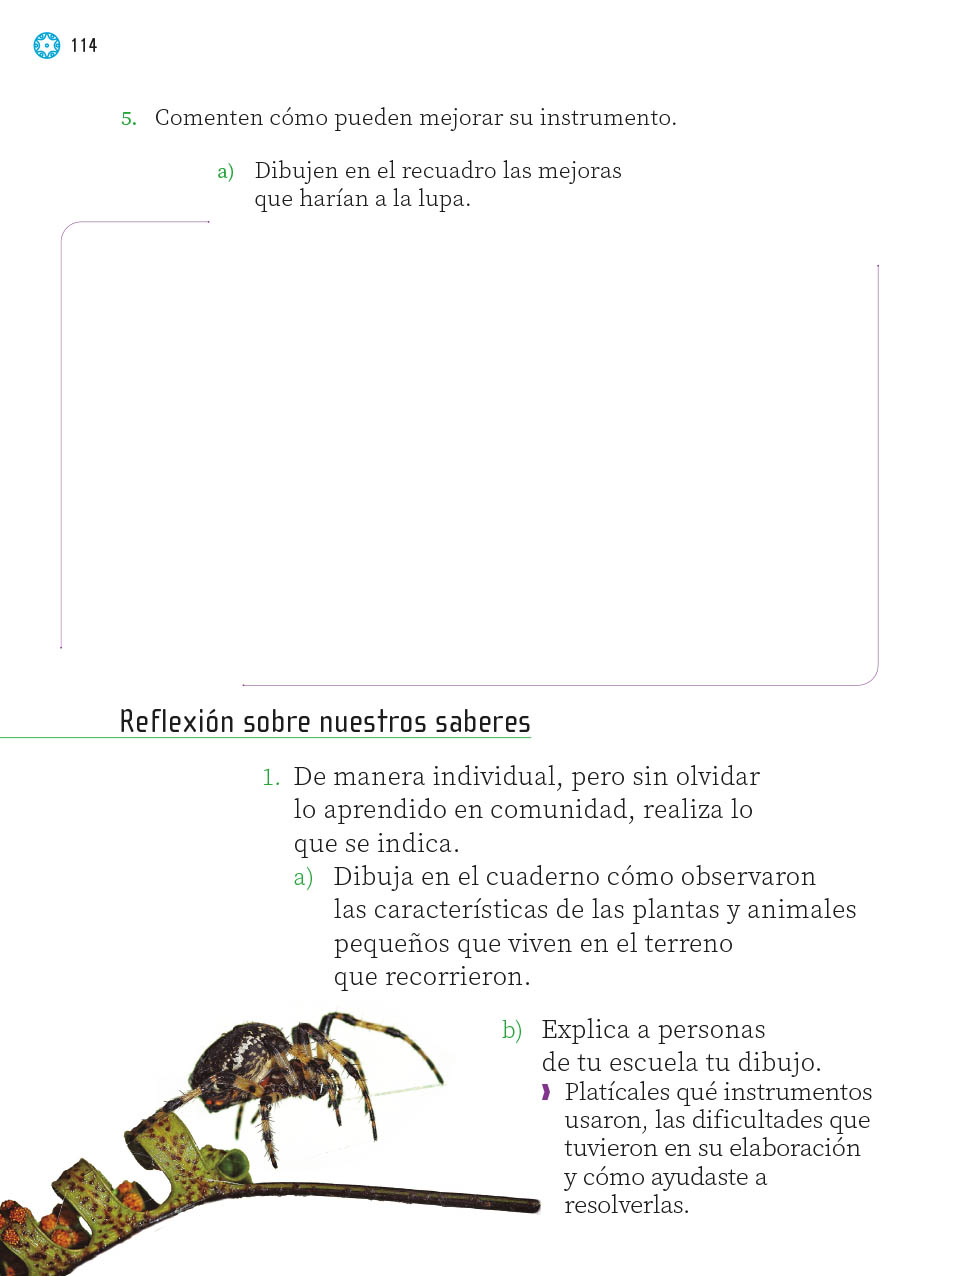 114
5. Comenten cómo pueden mejorar su instrumento.
a) Dibujen en el recuadro las mejoras
que harían a la lupa.
Reflexión sobre nuestros saberes
1. De manera individual, pero sin olvidar
lo aprendido en comunidad, realiza lo
que se indica.
a) Dibuja en el cuaderno cómo observaron
las características de las plantas y animales
pequeños que viven en el terreno
que recorrieron.
b) Explica a personas
de tu escuela tu dibujo.
Platícales qué instrumentos
usaron, las dificultades que
tuvieron en su elaboración
y cómo ayudaste a
resolverlas.